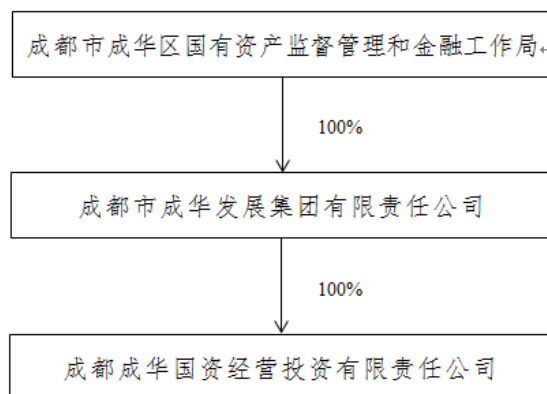 成都市成华区国有资产监督管理和金融工作局↵
100%
成都市成华发展集团有限责任公司
100%
成都成华国资经营投资有限责任公司